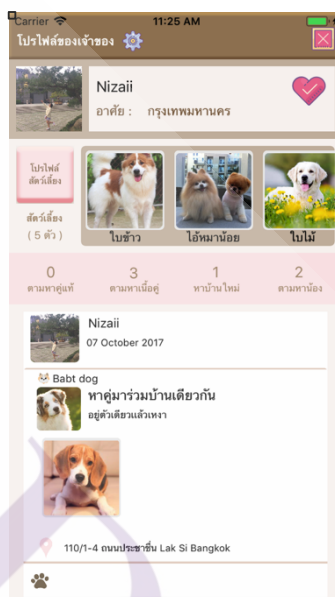 Carrier 11:25 AM
โปรไฟล์ของเจ้าของ
Nizaii
อาศัย : กรุงเทพมหานคร
โปรไฟล์
สัตว์เลี้ยง
สัตว์เลี้ยง
( 5 ตัว )
ใบข้าว ไอ้หมาน้อย ใบไม้
0 3 1 2
ตามหาคู่แท้ ตามหาเนื้อคู่ หาบ้านใหม่ ตามหาน้อง
Nizaii
07 October 2017
Babt dog
หาคู่มาร่วมบ้านเดียวกัน
อยู่ตัวเดียวแล้วเหงา
110/1-4 ถนนประชาชื่น Lak Si Bangkok